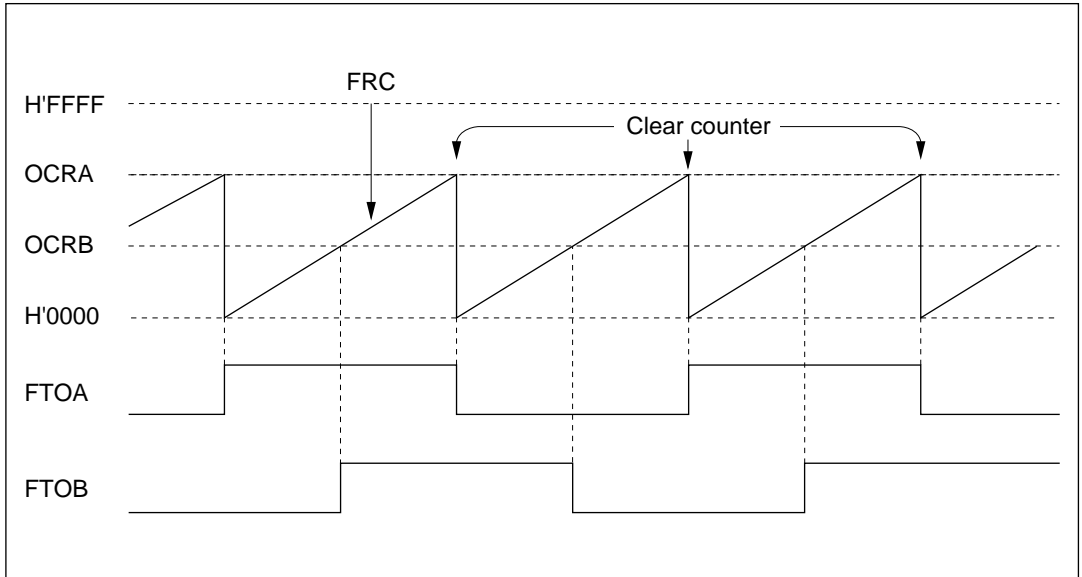 FRC
H'FFFF
Clear counter
OCRA
OCRB
H'0000
FTOA
FTOB